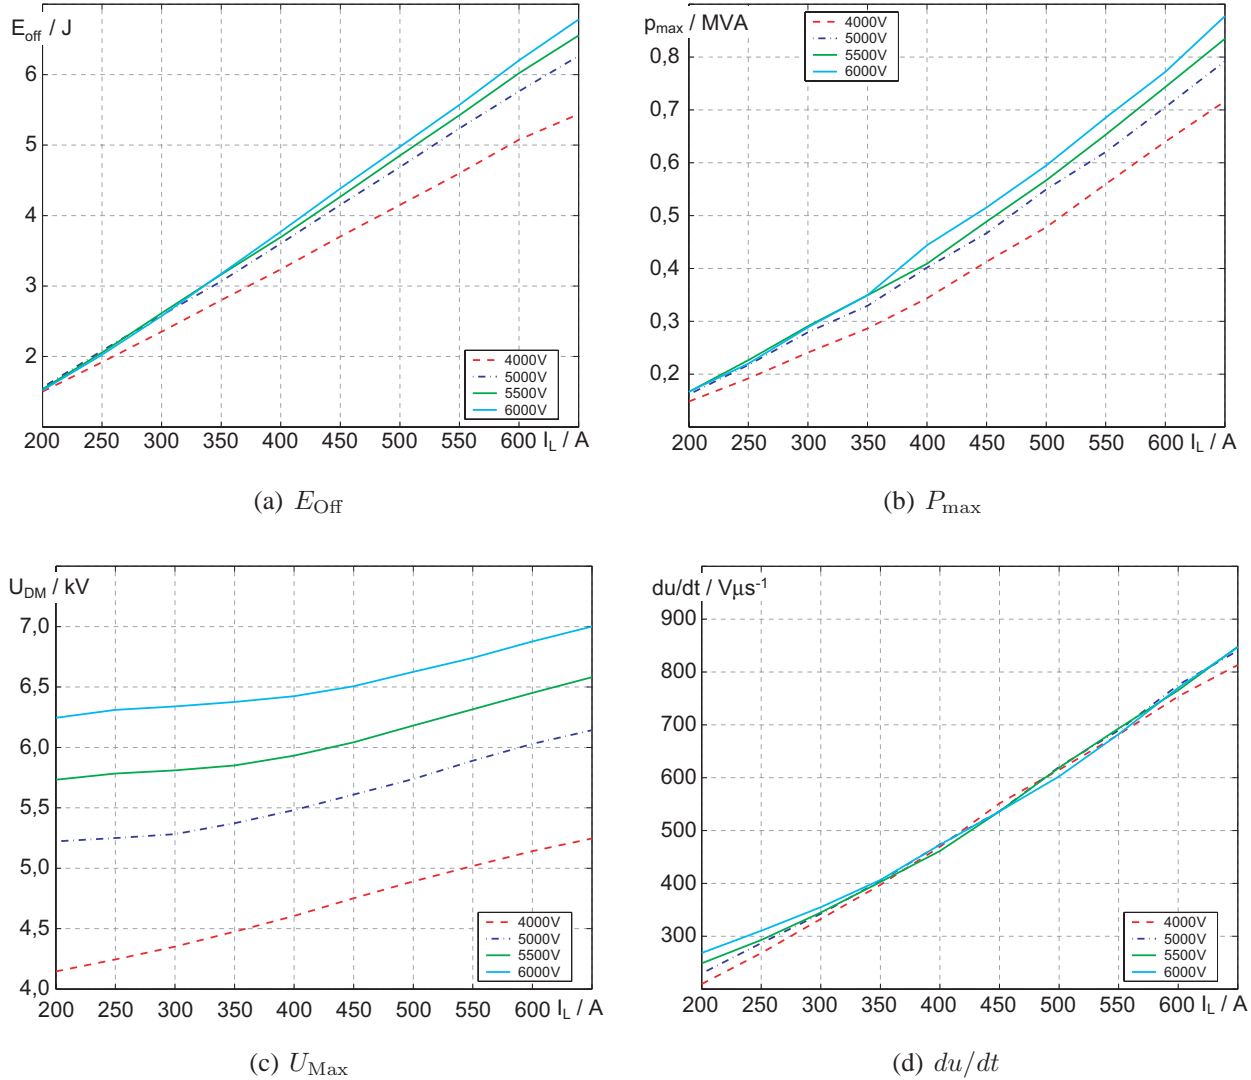 E_off / J
6
5
4
3
2
4000V
5000V
5500V
6000V
200 250 300 350 400 450 500 550 600 I_L / A
(a) E_Off
p_max / MVA
4000V
5000V
5500V
6000V
0,8
0,7
0,6
0,5
0,4
0,3
0,2
200 250 300 350 400 450 500 550 600 I_L / A
(b) P_max
U_DM / kV
7,0
6,5
6,0
5,5
5,0
4,5
4,0
4000V
5000V
5500V
6000V
200 250 300 350 400 450 500 550 600 I_L / A
(c) U_Max
du/dt / Vµs⁻¹
900
800
700
600
500
400
300
4000V
5000V
5500V
6000V
200 250 300 350 400 450 500 550 600 I_L / A
(d) du/dt